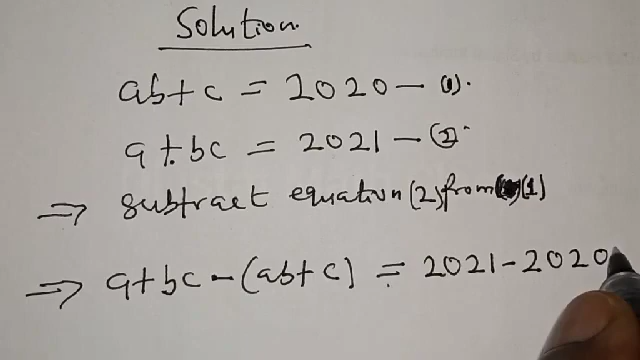 Solution.
ab+c = 2020 — (1).
a+bc = 2021 — (2)
⇒ subtract equation (2) from (1)
⇒ a+bc - (ab+c) = 2021-2020